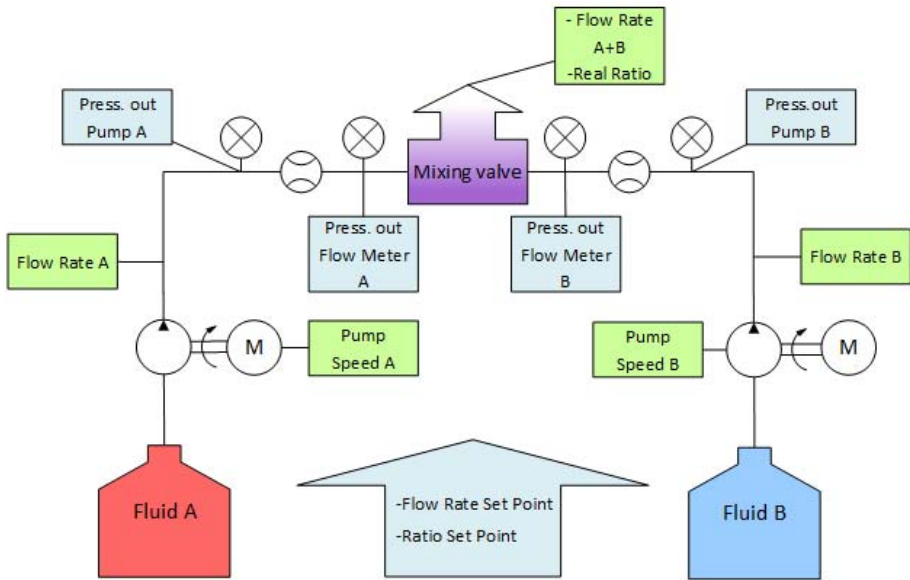 - Flow Rate
A+B
-Real Ratio
Press. out
Pump A
Press.out
Pump B
Mixing valve
Press. out
Flow Meter
A
Press. out
Flow Meter
B
Flow Rate A
Flow Rate B
M
Pump
Speed A
Pump
Speed B
M
Fluid A
-Flow Rate Set Point
-Ratio Set Point
Fluid B